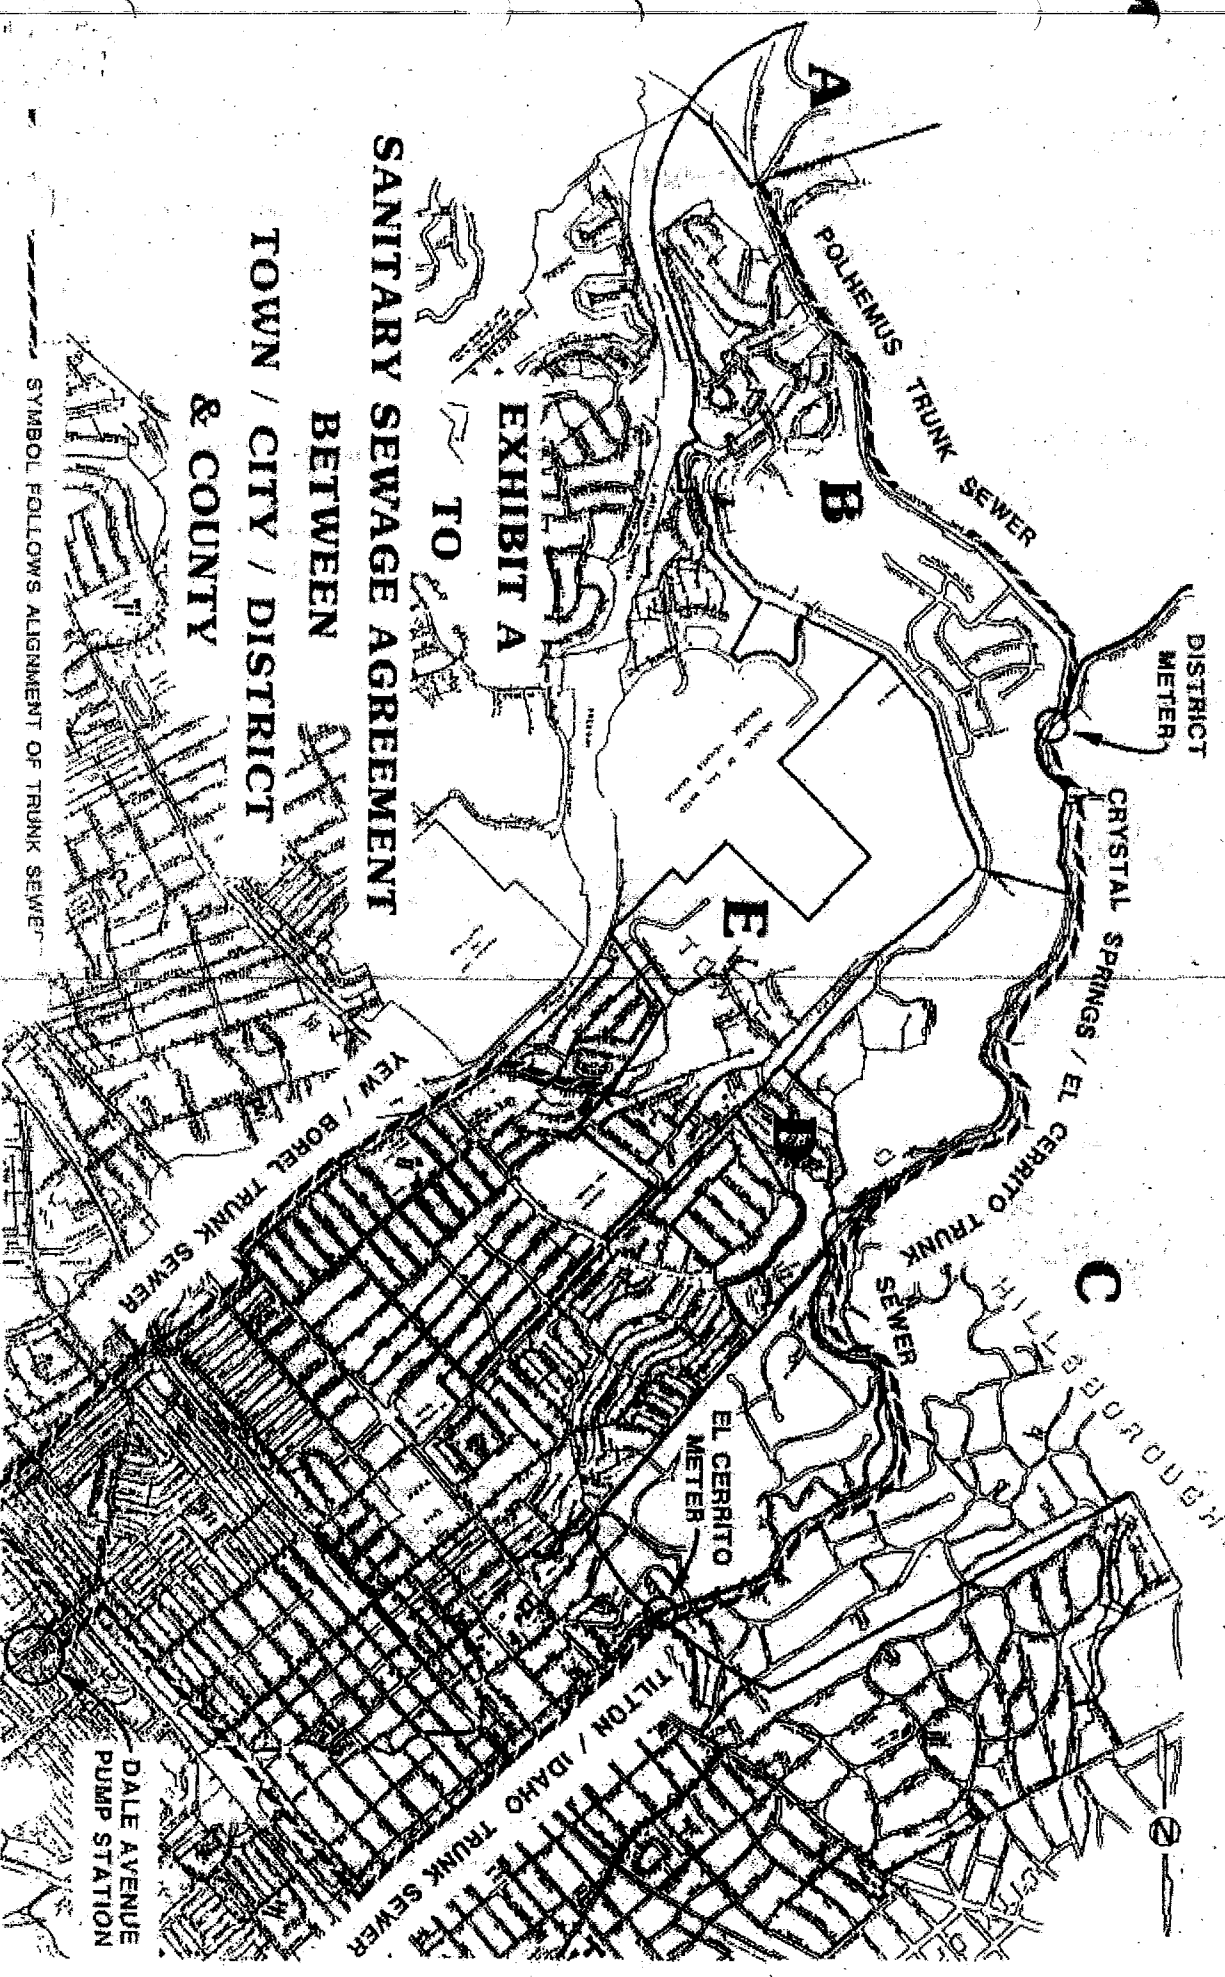 A
POLHEMUS TRUNK SEWER
B
DISTRICT
METER
CRYSTAL SPRINGS / EL CERRITO TRUNK
SEWER
C
HILLSBOROUGH
E
D
EL CERRITO
METER
EXHIBIT A
TO
SANITARY SEWAGE AGREEMENT
BETWEEN
TOWN / CITY / DISTRICT
& COUNTY
YEW / BOREL TRUNK SEWER
TILTON / IDAHO TRUNK SEWER
DALE AVENUE
PUMP STATION
N
SYMBOL FOLLOWS ALIGNMENT OF TRUNK SEWER